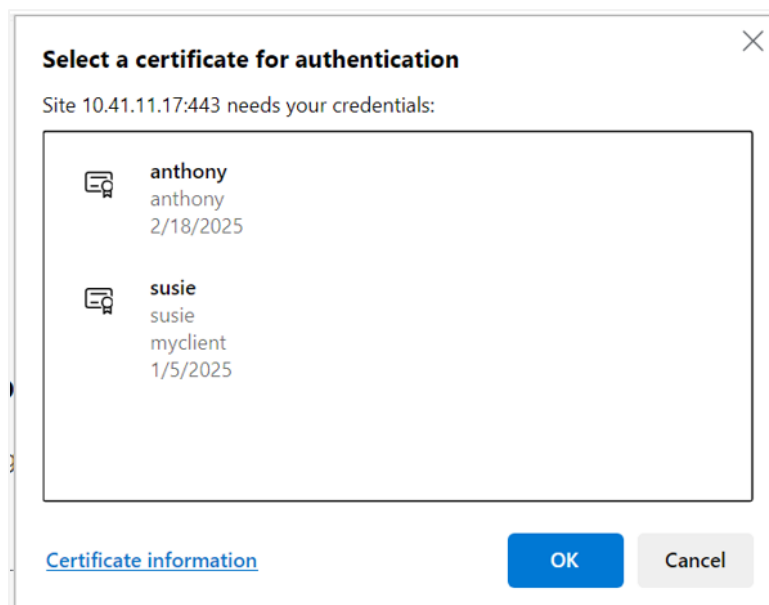 Select a certificate for authentication
Site 10.41.11.17:443 needs your credentials:
anthony
anthony
2/18/2025
susie
susie
myclient
1/5/2025
Certificate information
OK
Cancel